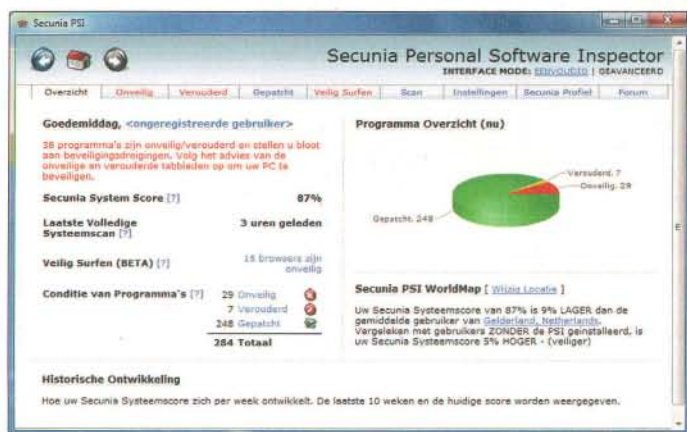 Secunia PSI
Secunia Personal Software Inspector
INTERFACE MODE: EENVOUDIG | GEAVANCEERD
Overzicht Onveilig Verouderd Gepatcht Veilig Surfen Scan Instellingen Secunia Profiel Forum
Goedemiddag, <ongeregistreerde gebruiker>
36 programma's zijn onveilig/verouderd en stellen u bloot
aan beveiligingsdreigingen. Volg het advies van de
onveilige en verouderde tabbladen op om uw PC te
beveiligen.
Secunia System Score [?] 87%
Laatste Volledige
Systeemscan [?] 3 uren geleden
Veilig Surfen (BETA) [?] 15 browsers zijn
onveilig
Conditie van Programma's [?] 29 Onveilig
7 Verouderd
248 Gepatcht
284 Totaal
Programma Overzicht (nu)
Verouderd, 7
Onveilig, 29
Gepatcht, 248
Secunia PSI WorldMap [ Wijzig Locatie ]
Uw Secunia Systeemscore van 87% is 9% LAGER dan de
gemiddelde gebruiker van Gelderland, Netherlands.
Vergeleken met gebruikers ZONDER de PSI geinstalleerd, is
uw Secunia Systeemscore 5% HOGER - (veiliger)
Historische Ontwikkeling
Hoe uw Secunia Systeemscore zich per week ontwikkelt. De laatste 10 weken en de huidige score worden weergegeven.